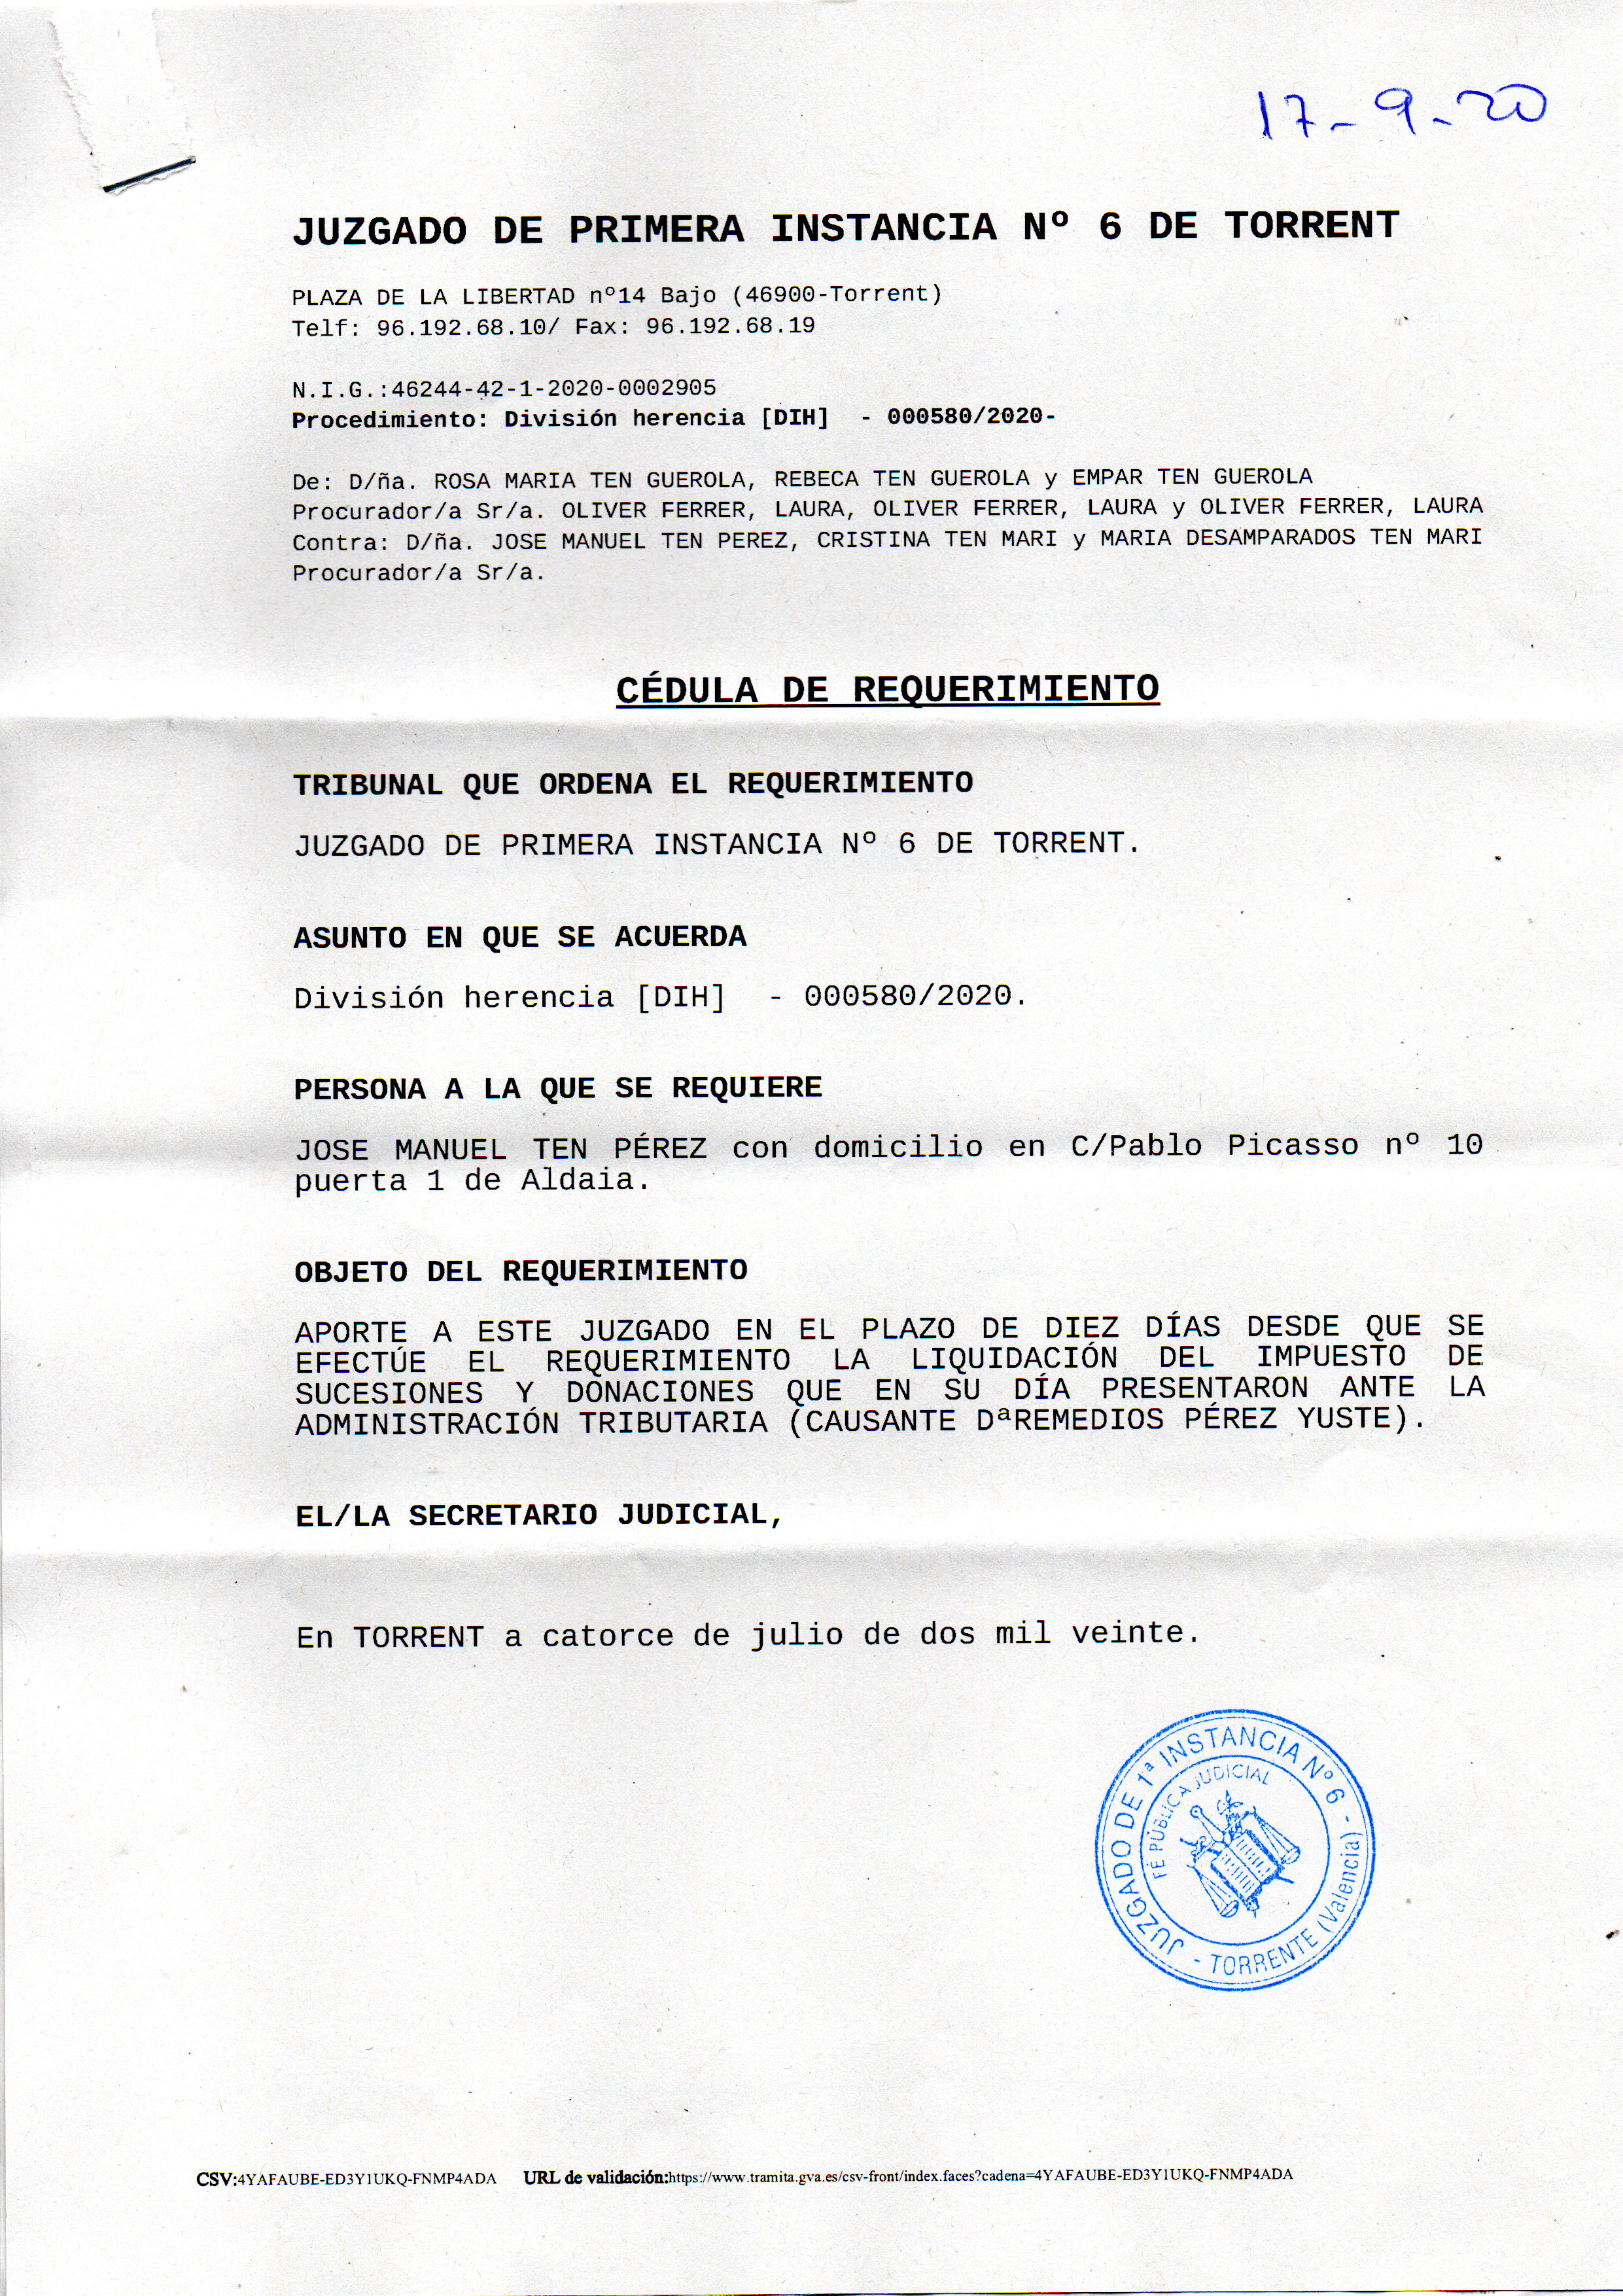 17-9-20
JUZGADO DE PRIMERA INSTANCIA Nº 6 DE TORRENT
PLAZA DE LA LIBERTAD nº14 Bajo (46900-Torrent)
Telf: 96.192.68.10/ Fax: 96.192.68.19
N.I.G.:46244-42-1-2020-0002905
Procedimiento: División herencia [DIH] - 000580/2020-
De: D/ña. ROSA MARIA TEN GUEROLA, REBECA TEN GUEROLA y EMPAR TEN GUEROLA
Procurador/a Sr/a. OLIVER FERRER, LAURA, OLIVER FERRER, LAURA y OLIVER FERRER, LAURA
Contra: D/ña. JOSE MANUEL TEN PEREZ, CRISTINA TEN MARI y MARIA DESAMPARADOS TEN MARI
Procurador/a Sr/a.
CÉDULA DE REQUERIMIENTO
TRIBUNAL QUE ORDENA EL REQUERIMIENTO
JUZGADO DE PRIMERA INSTANCIA Nº 6 DE TORRENT.
ASUNTO EN QUE SE ACUERDA
División herencia [DIH] - 000580/2020.
PERSONA A LA QUE SE REQUIERE
JOSE MANUEL TEN PÉREZ con domicilio en C/Pablo Picasso nº 10
puerta 1 de Aldaia.
OBJETO DEL REQUERIMIENTO
APORTE A ESTE JUZGADO EN EL PLAZO DE DIEZ DÍAS DESDE QUE SE
EFECTÚE EL REQUERIMIENTO LA LIQUIDACIÓN DEL IMPUESTO DE
SUCESIONES Y DONACIONES QUE EN SU DÍA PRESENTARON ANTE LA
ADMINISTRACIÓN TRIBUTARIA (CAUSANTE DªREMEDIOS PÉREZ YUSTE).
EL/LA SECRETARIO JUDICIAL,
En TORRENT a catorce de julio de dos mil veinte.
JUZGADO DE 1ª INSTANCIA Nº 6 -
- TORRENTE (Valencia)
FÉ PÚBLICA JUDICIAL
CSV:4YAFAUBE-ED3Y1UKQ-FNMP4ADA URL de validación:https://www.tramita.gva.es/csv-front/index.faces?cadena=4YAFAUBE-ED3Y1UKQ-FNMP4ADA